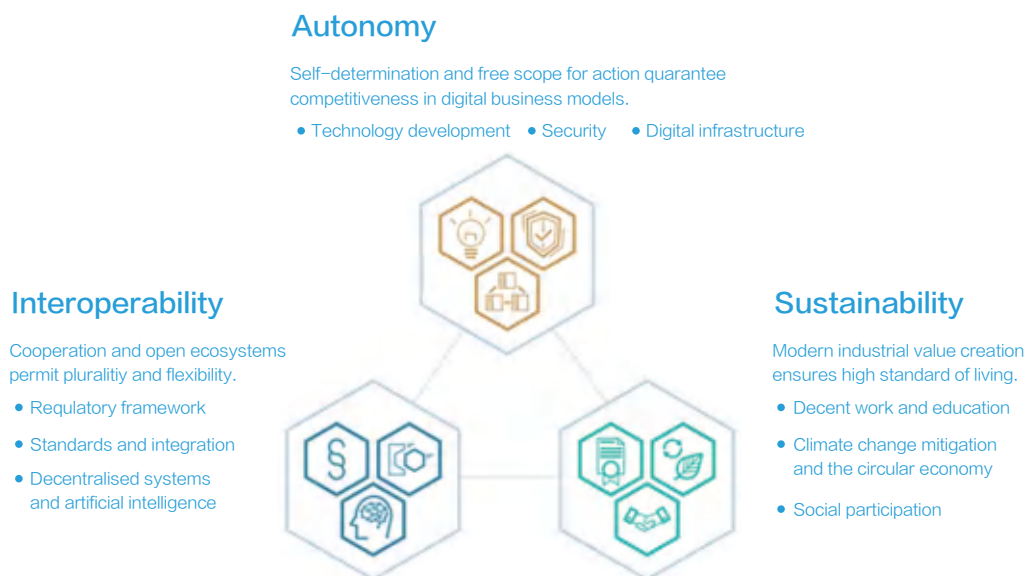 Autonomy
Self-determination and free scope for action quarantee
competitiveness in digital business models.
• Technology development • Security • Digital infrastructure
Interoperability
Cooperation and open ecosystems
permit pluralitiy and flexibility.
• Requlatory framework
• Standards and integration
• Decentralised systems
and artificial intelligence
Sustainability
Modern industrial value creation
ensures high standard of living.
• Decent work and education
• Climate change mitigation
and the circular economy
• Social participation
§